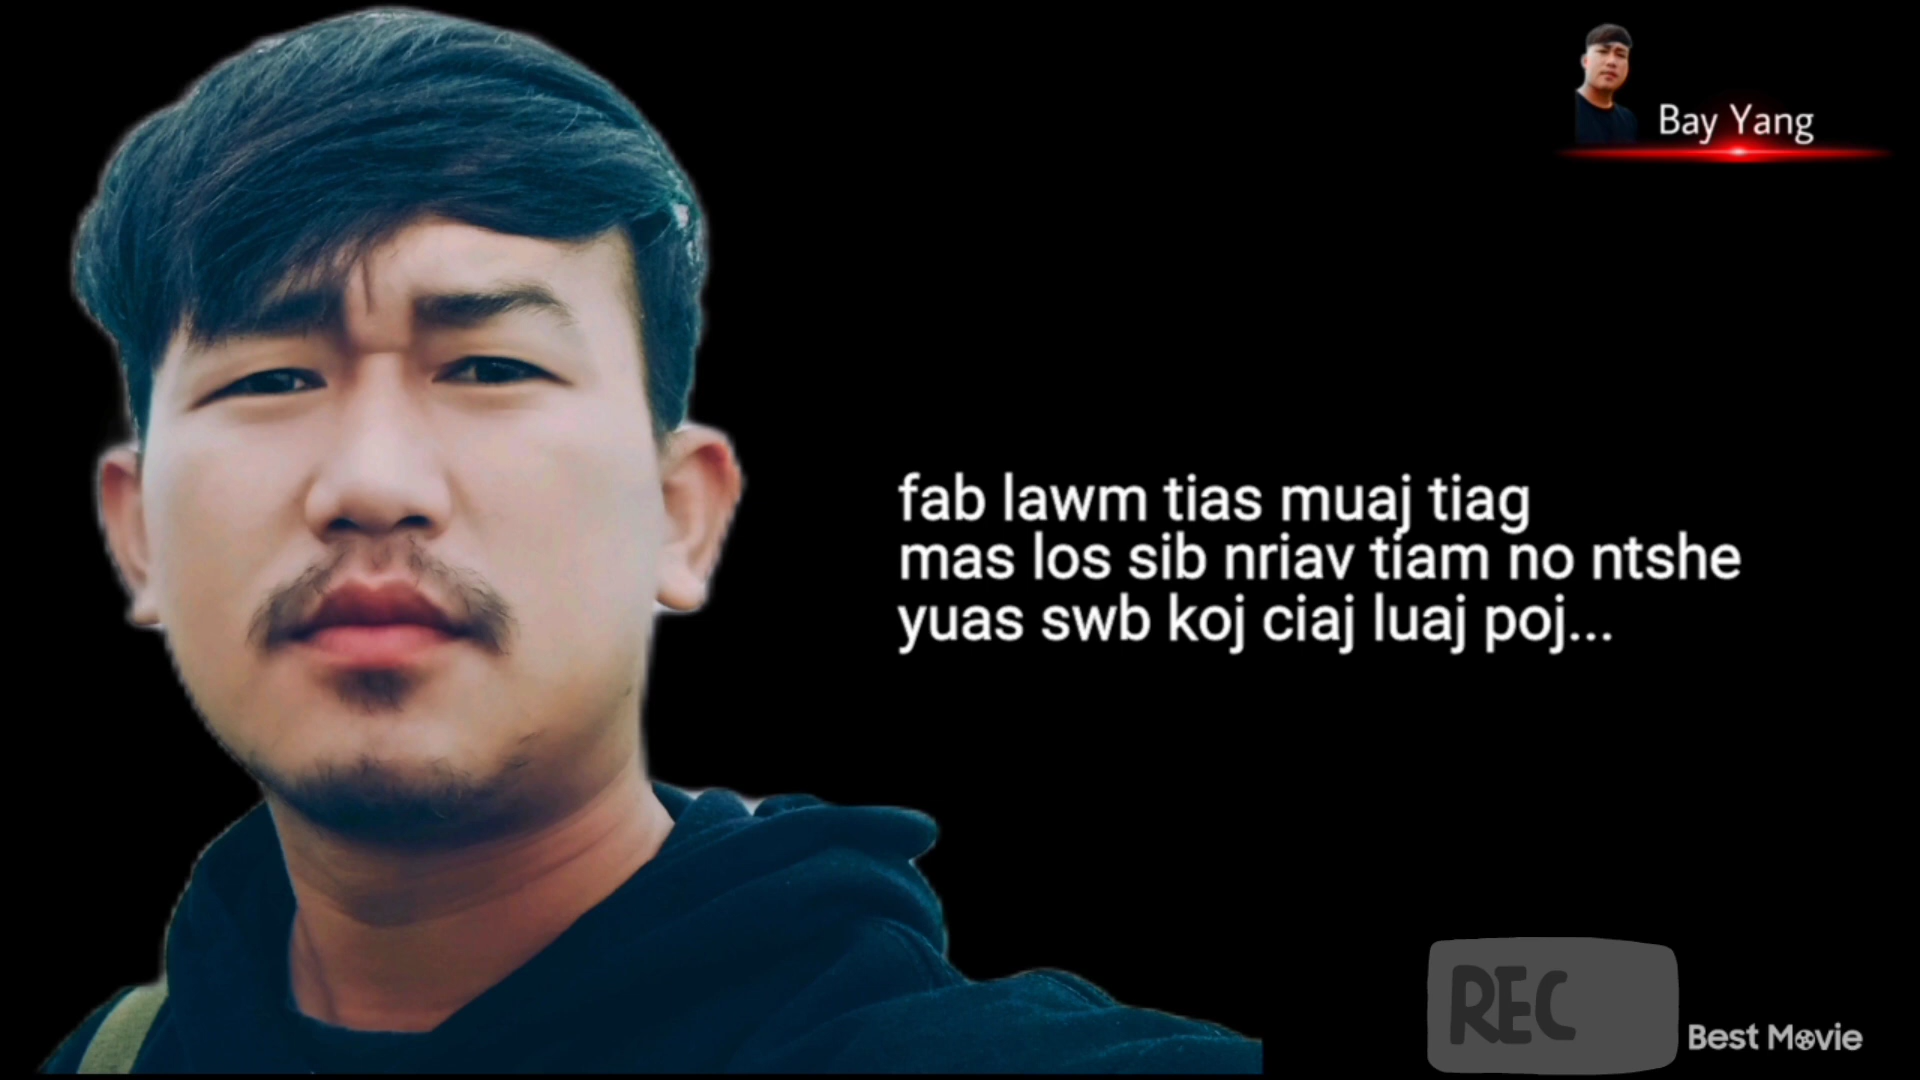 Bay Yang
fab lawm tias muaj tiag
mas los sib nriav tiam no ntshe
yuas swb koj ciaj luaj poj...
REC
Best Movie